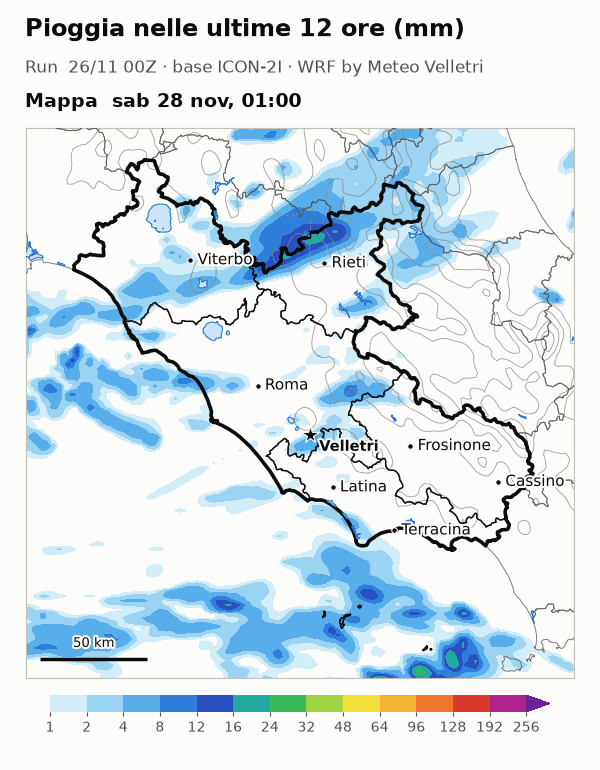 Pioggia nelle ultime 12 ore (mm)
Run  26/11 00Z · base ICON-2I · WRF by Meteo Velletri
Mappa  sab 28 nov, 01:00
Viterbo
Rieti
Roma
Velletri
Frosinone
Latina
Cassino
Terracina
50 km
1 2 4 8 12 16 24 32 48 64 96 128 192 256